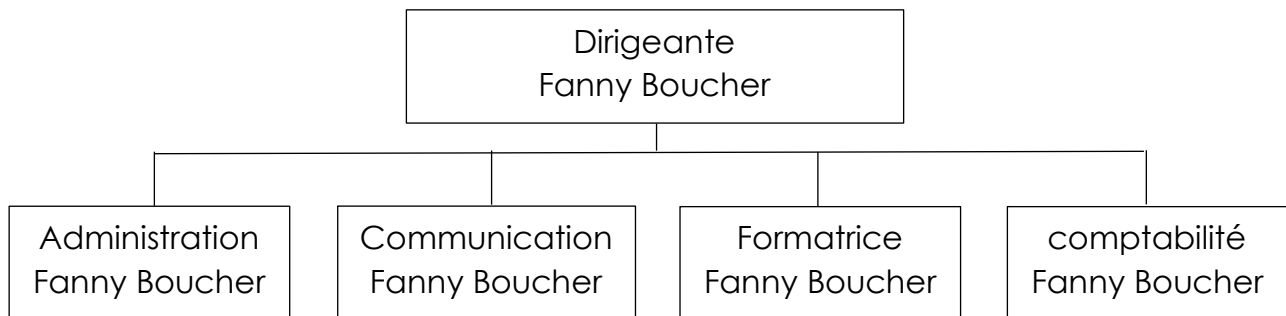 Dirigeante
Fanny Boucher
Administration
Fanny Boucher
Communication
Fanny Boucher
Formatrice
Fanny Boucher
comptabilité
Fanny Boucher